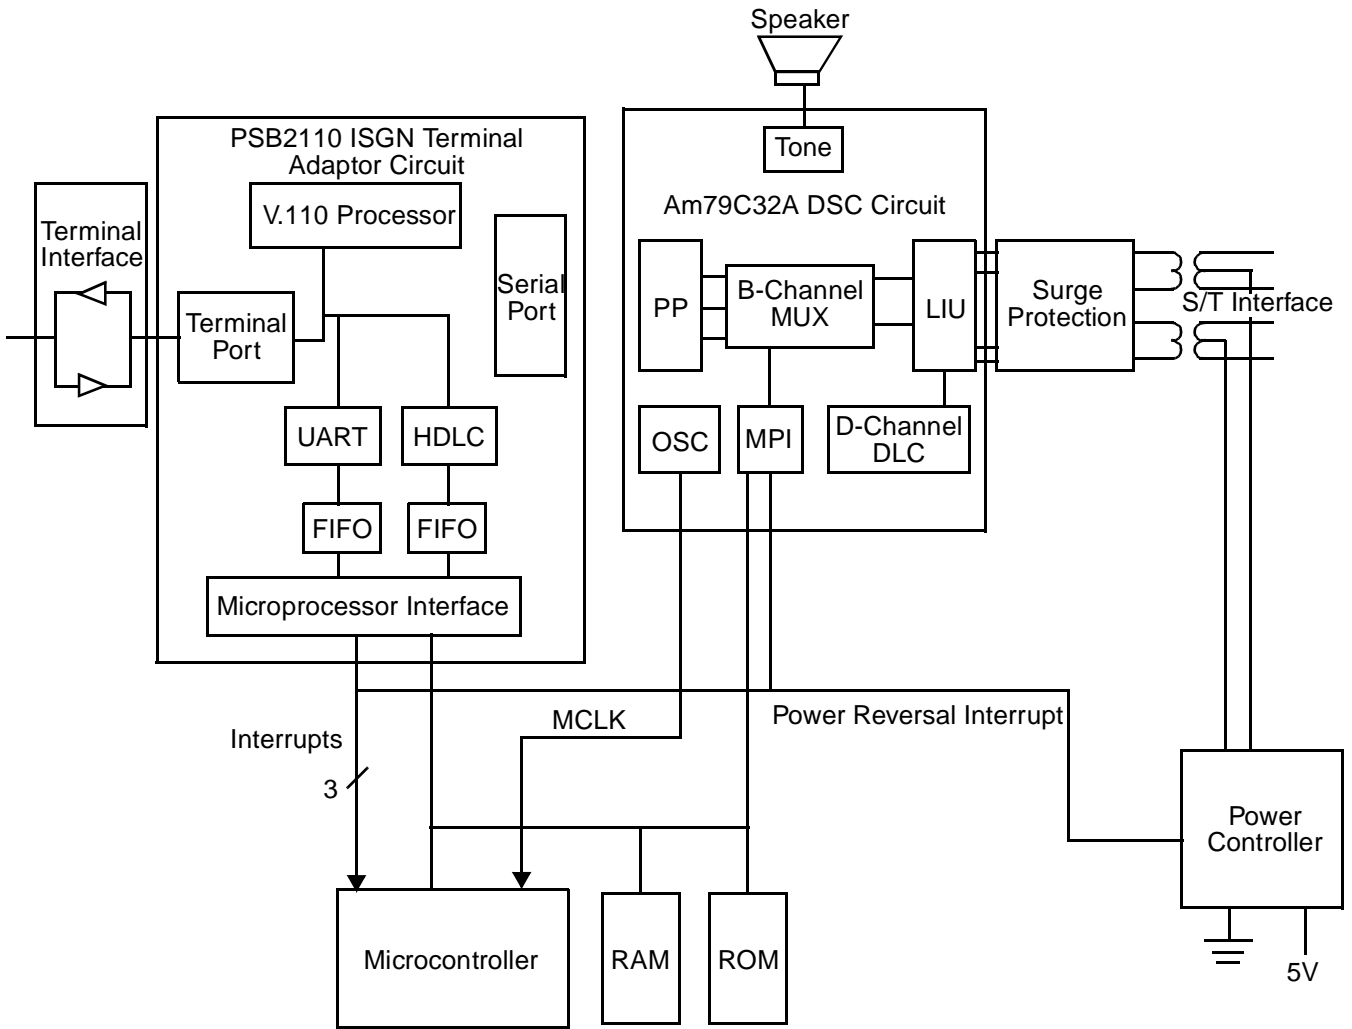 Speaker
PSB2110 ISGN Terminal
Adaptor Circuit
Tone
V.110 Processor
Am79C32A DSC Circuit
Terminal
Interface
Serial
Port
Terminal
Port
PP
B-Channel
MUX
LIU
Surge
Protection
S/T Interface
UART
HDLC
OSC
MPI
D-Channel
DLC
FIFO
FIFO
Microprocessor Interface
MCLK
Power Reversal Interrupt
Interrupts
3
Power
Controller
Microcontroller
RAM
ROM
5V